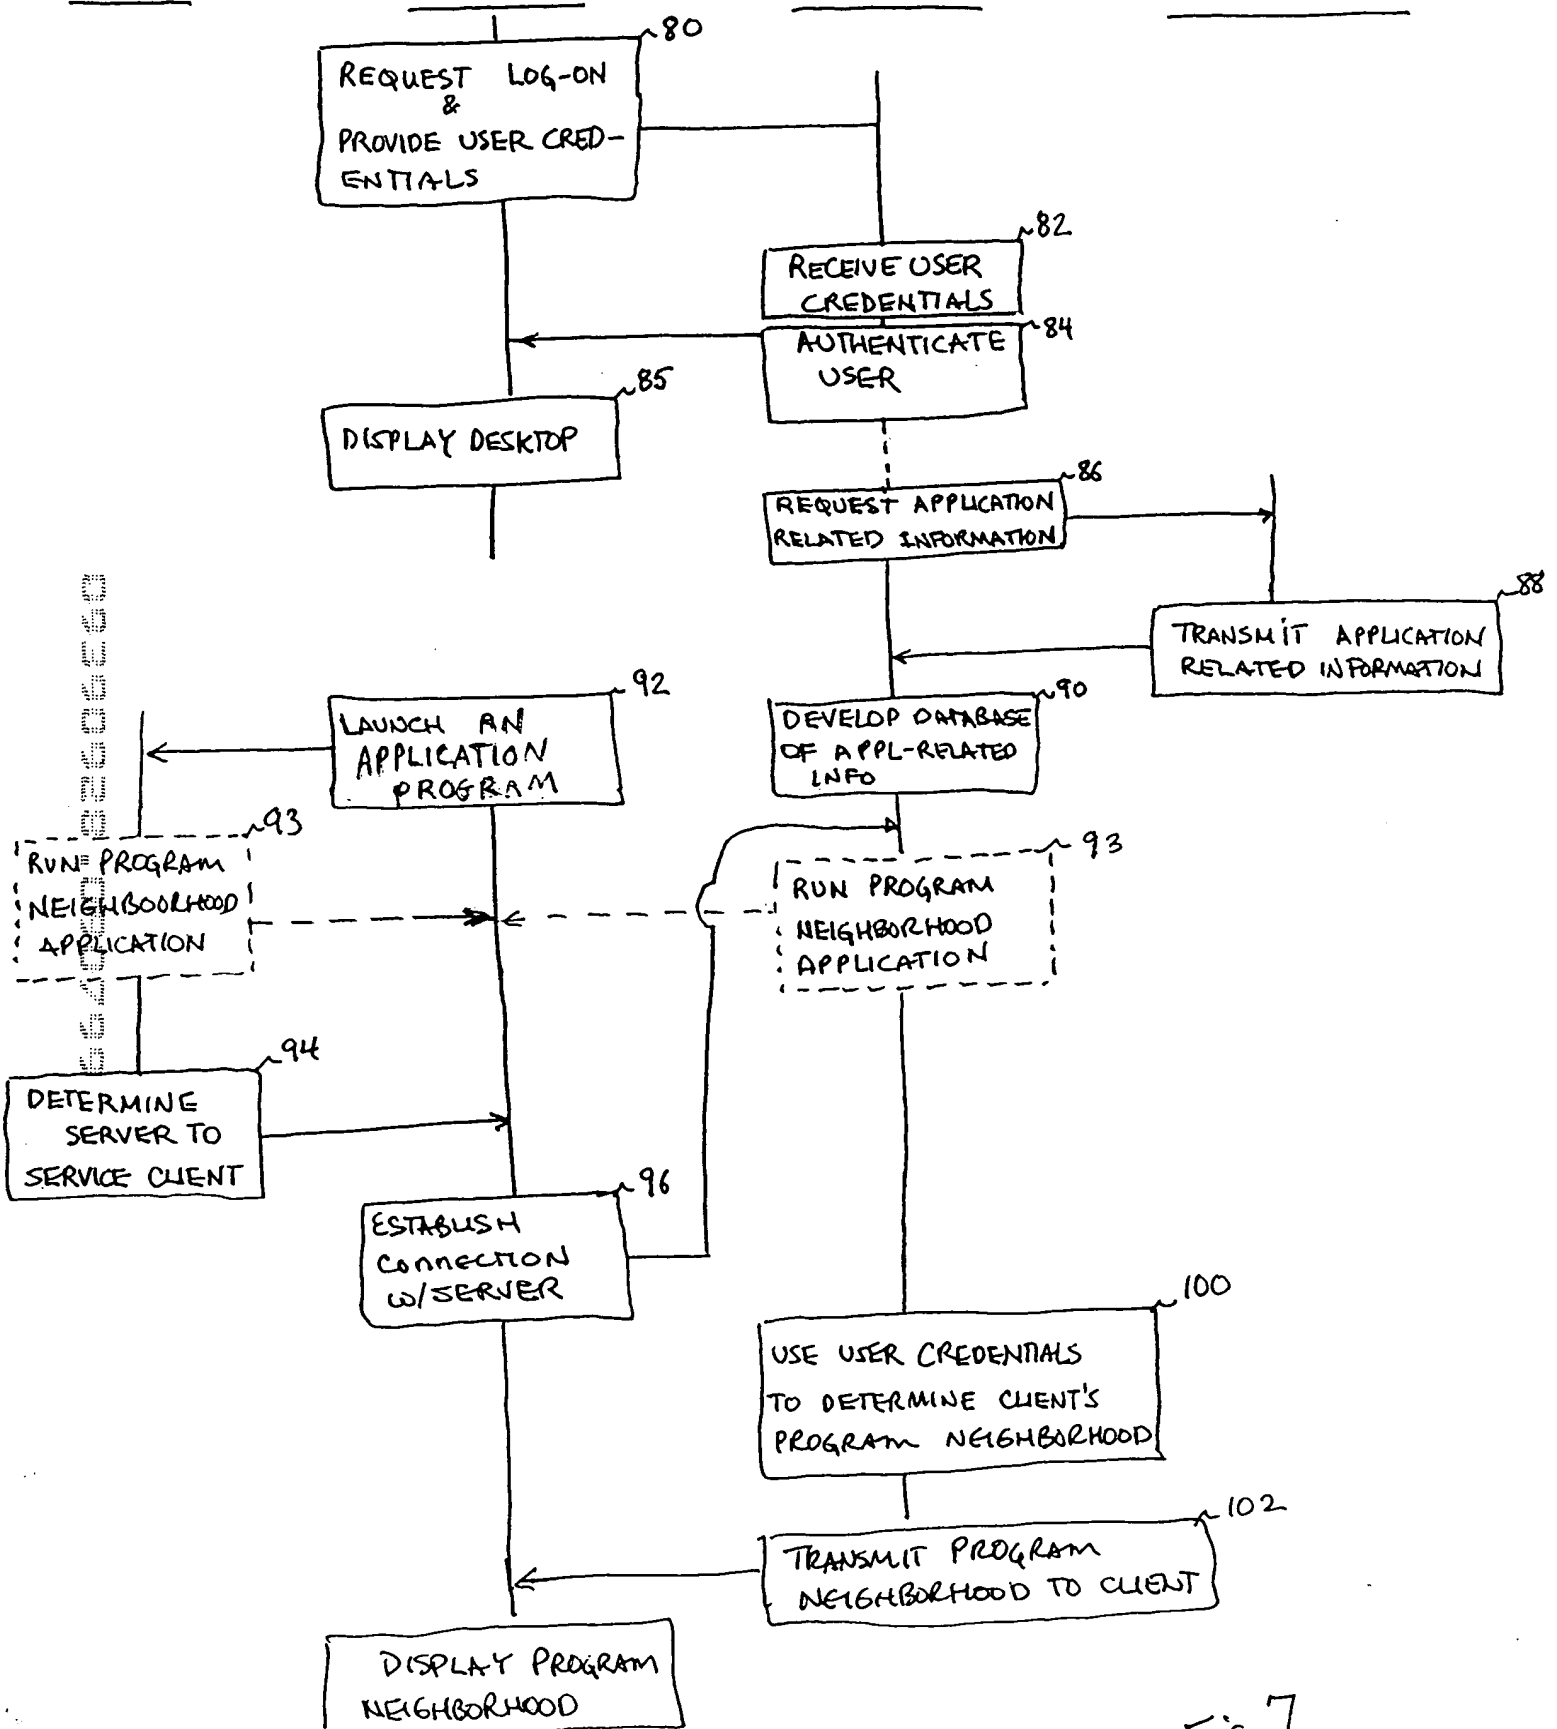 80
REQUEST LOG-ON
&
PROVIDE USER CRED-
ENTIALS
82
RECEIVE USER
CREDENTIALS
84
AUTHENTICATE
USER
85
DISPLAY DESKTOP
86
REQUEST APPLICATION
RELATED INFORMATION
88
TRANSMIT APPLICATION
RELATED INFORMATION
90
DEVELOP DATABASE
OF APPL-RELATED
INFO
92
LAUNCH AN
APPLICATION
PROGRAM
93
RUN PROGRAM
NEIGHBOORHOOD
APPLICATION
93
RUN PROGRAM
NEIGHBORHOOD
APPLICATION
94
DETERMINE
SERVER TO
SERVICE CLIENT
96
ESTABLISH
CONNECTION
W/SERVER
100
USE USER CREDENTIALS
TO DETERMINE CLIENT'S
PROGRAM NEIGHBORHOOD
102
TRANSMIT PROGRAM
NEIGHBORHOOD TO CLIENT
DISPLAY PROGRAM
NEIGHBORHOOD
7